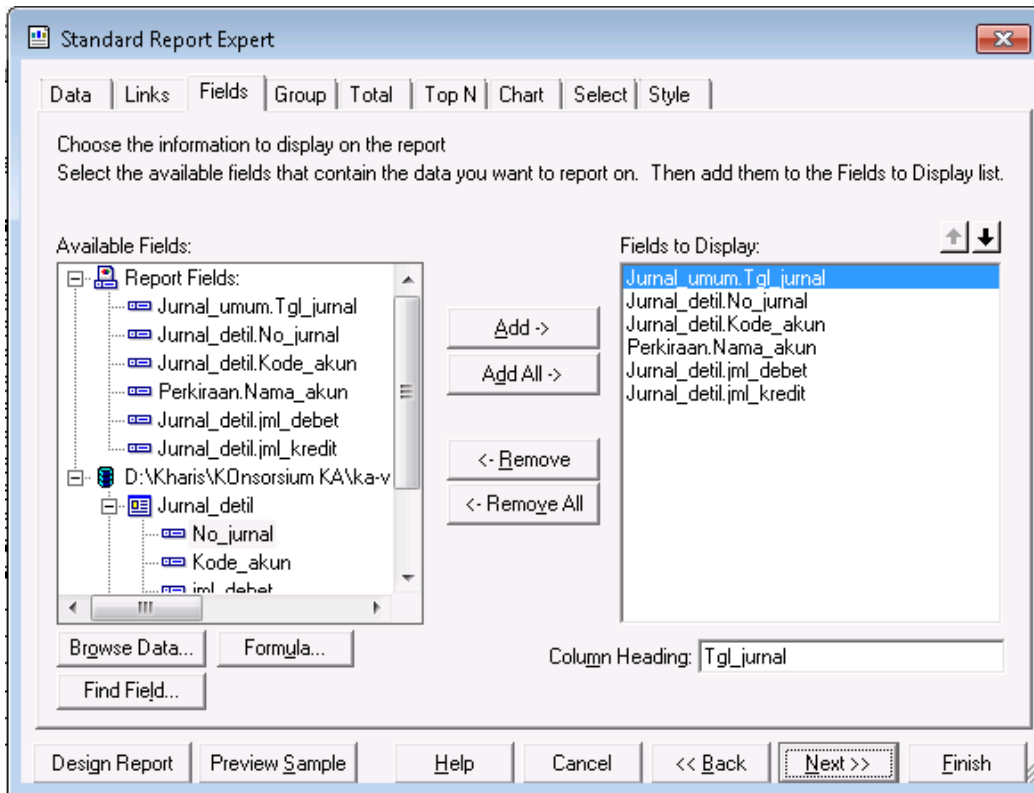 Standard Report Expert
Data Links Fields Group Total Top N Chart Select Style
Choose the information to display on the report
Select the available fields that contain the data you want to report on. Then add them to the Fields to Display list.
Available Fields:
Report Fields:
Jurnal_umum.Tgl_jurnal
Jurnal_detil.No_jurnal
Jurnal_detil.Kode_akun
Perkiraan.Nama_akun
Jurnal_detil.jml_debet
Jurnal_detil.jml_kredit
D:\Kharis\KOnsorsium KA\ka-v
Jurnal_detil
No_jurnal
Kode_akun
jml_debet
Add ->
Add All ->
<- Remove
<- Remove All
Fields to Display:
Jurnal_umum.Tgl_jurnal
Jurnal_detil.No_jurnal
Jurnal_detil.Kode_akun
Perkiraan.Nama_akun
Jurnal_detil.jml_debet
Jurnal_detil.jml_kredit
Browse Data... Formula...
Find Field...
Column Heading: Tgl_jurnal
Design Report Preview Sample Help Cancel << Back Next >> Finish